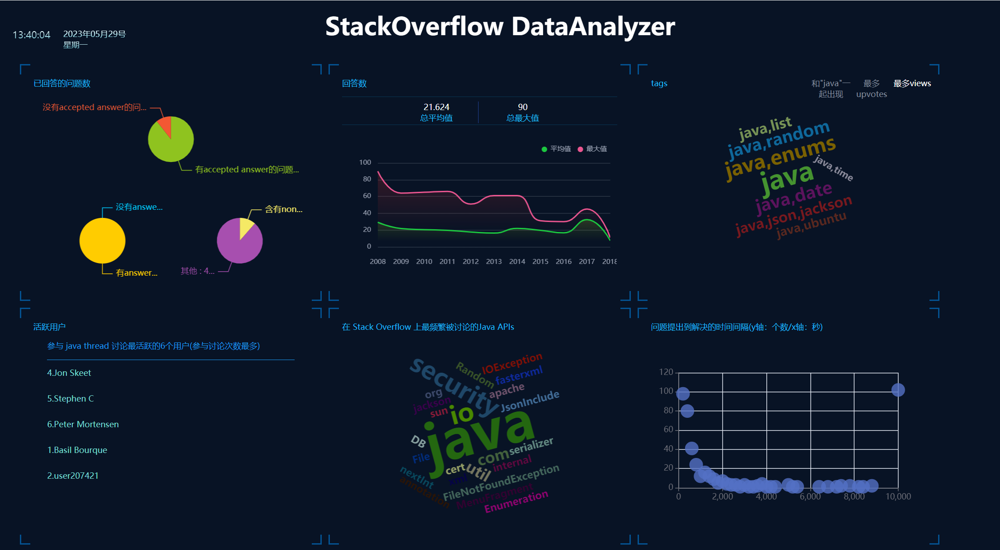 StackOverflow DataAnalyzer
13:40:04
2023年05月29号
星期一
已回答的问题数
没有accepted answer的问...
有accepted answer的问题...
没有answe...
含有non...
有answer...
其他 : 4...
回答数
21.624
总平均值
90
总最大值
平均值
最大值
100
80
60
40
20
0
2008
2009
2010
2011
2012
2013
2014
2015
2016
2017
2018
tags
和"java"一
起出现
最多
upvotes
最多views
java,list
java,random
java,enums
java,time
java
java,date
java,json,jackson
java,ubuntu
活跃用户
参与 java thread 讨论最活跃的6个用户(参与讨论次数最多)
4.Jon Skeet
5.Stephen C
6.Peter Mortensen
1.Basil Bourque
2.user207421
在 Stack Overflow 上最频繁被讨论的Java APIs
security
Random
IOException
fasterxml
apache
org
jackson
sun
io
JsonInclude
java
DB
File
com
serializer
cert
util
internal
nextInt
xml
annotation
FileNotFoundException
MenuFragment
Enumeration
问题提出到解决的时间间隔(y轴：个数/x轴：秒)
120
100
80
60
40
20
0
0
2,000
4,000
6,000
8,000
10,000